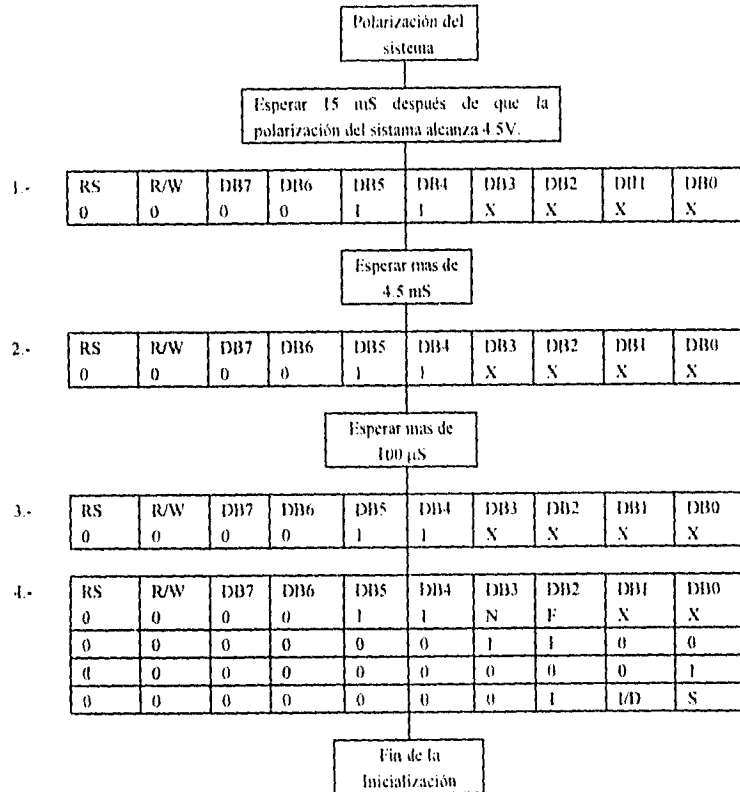 Polarización del
sistema
Esperar 15 mS después de que la
polarización del sistama alcanza 4.5V.
1.- RS R/W DB7 DB6 DB5 DB4 DB3 DB2 DB1 DB0
0 0 0 0 1 1 X X X X
Esperar mas de
4.5 mS
2.- RS R/W DB7 DB6 DB5 DB4 DB3 DB2 DB1 DB0
0 0 0 0 1 1 X X X X
Esperar mas de
100 µS
3.- RS R/W DB7 DB6 DB5 DB4 DB3 DB2 DB1 DB0
0 0 0 0 1 1 X X X X
4.- RS R/W DB7 DB6 DB5 DB4 DB3 DB2 DB1 DB0
0 0 0 0 1 1 N F X X
0 0 0 0 0 0 1 1 0 0
0 0 0 0 0 0 0 0 0 1
0 0 0 0 0 0 0 1 I/D S
Fin de la
Inicialización